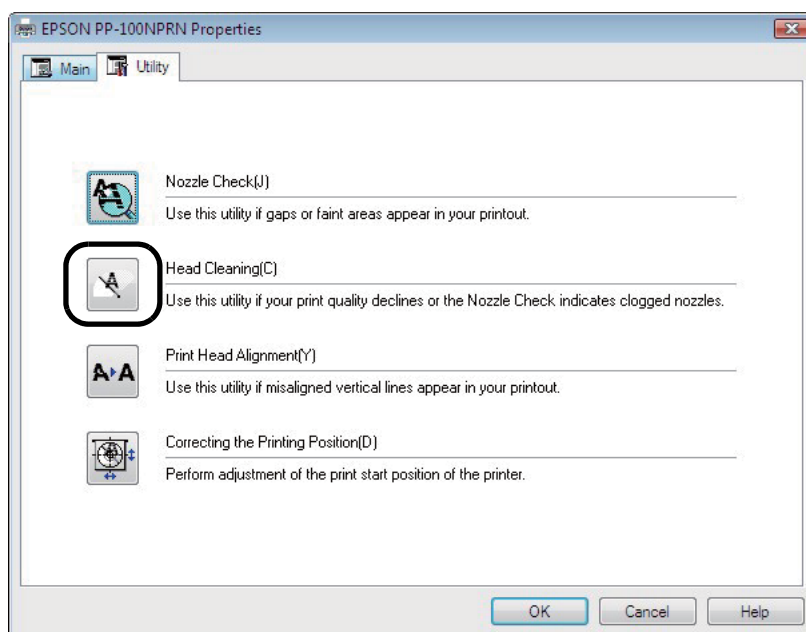 EPSON PP-100NPRN Properties
Main
Utility
Nozzle Check(J)
Use this utility if gaps or faint areas appear in your printout.
Head Cleaning(C)
Use this utility if your print quality declines or the Nozzle Check indicates clogged nozzles.
Print Head Alignment(Y)
Use this utility if misaligned vertical lines appear in your printout.
Correcting the Printing Position(D)
Perform adjustment of the print start position of the printer.
OK
Cancel
Help